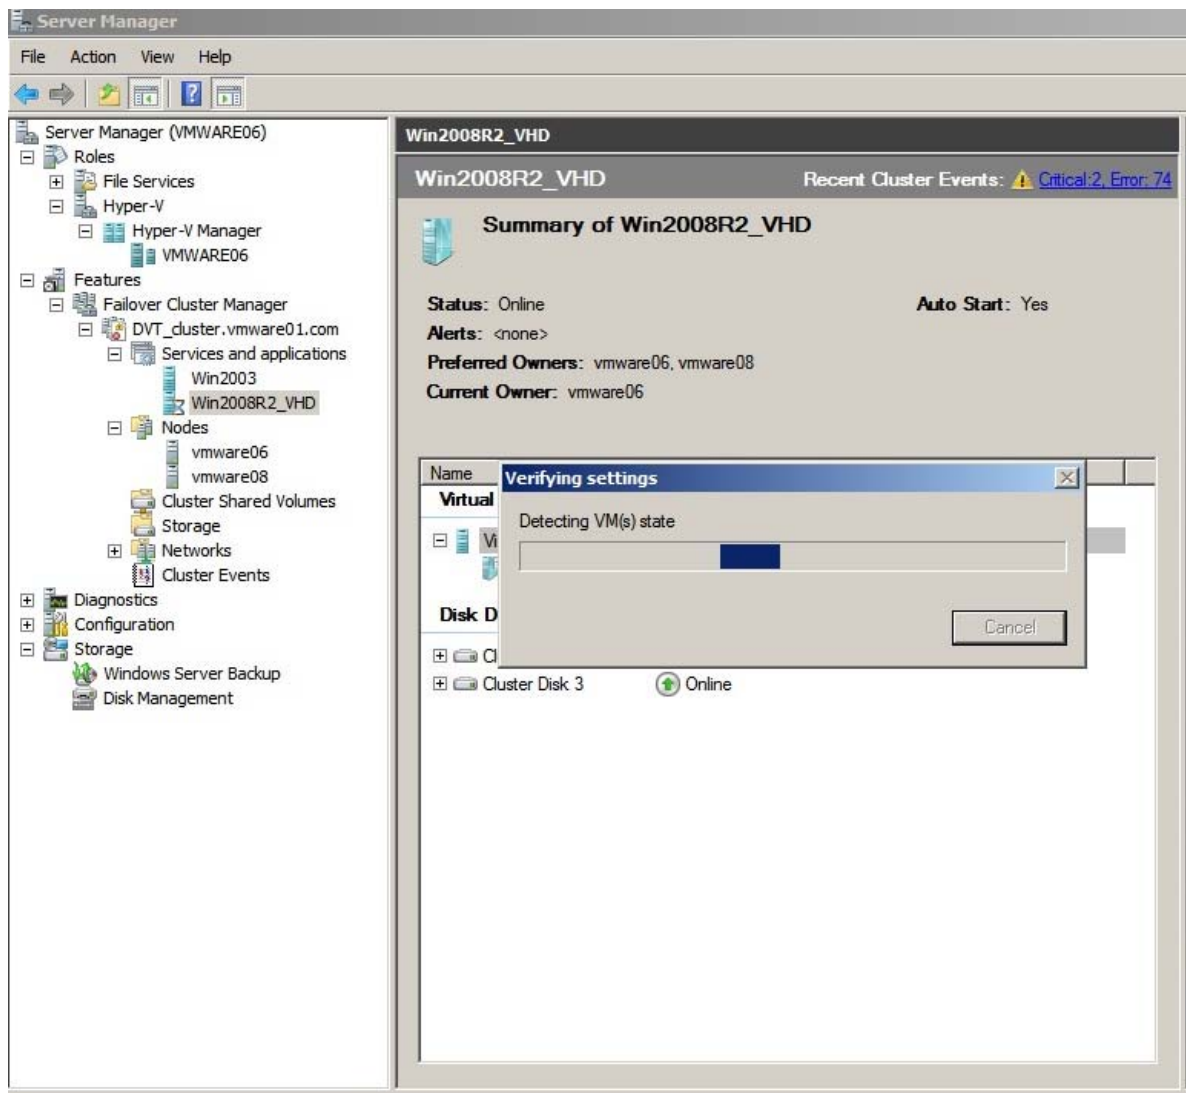 Server Manager
File Action View Help
Server Manager (VMWARE06)
Roles
File Services
Hyper-V
Hyper-V Manager
VMWARE06
Features
Failover Cluster Manager
DVT_cluster.vmware01.com
Services and applications
Win2003
Win2008R2_VHD
Nodes
vmware06
vmware08
Cluster Shared Volumes
Storage
Networks
Cluster Events
Diagnostics
Configuration
Storage
Windows Server Backup
Disk Management
Win2008R2_VHD
Win2008R2_VHD Recent Cluster Events: Critical:2, Error: 74
Summary of Win2008R2_VHD
Status: Online Auto Start: Yes
Alerts: <none>
Preferred Owners: vmware06, vmware08
Current Owner: vmware06
Name
Virtual
Vi
Disk D
Cl
Cluster Disk 3 Online
Verifying settings
Detecting VM(s) state
Cancel